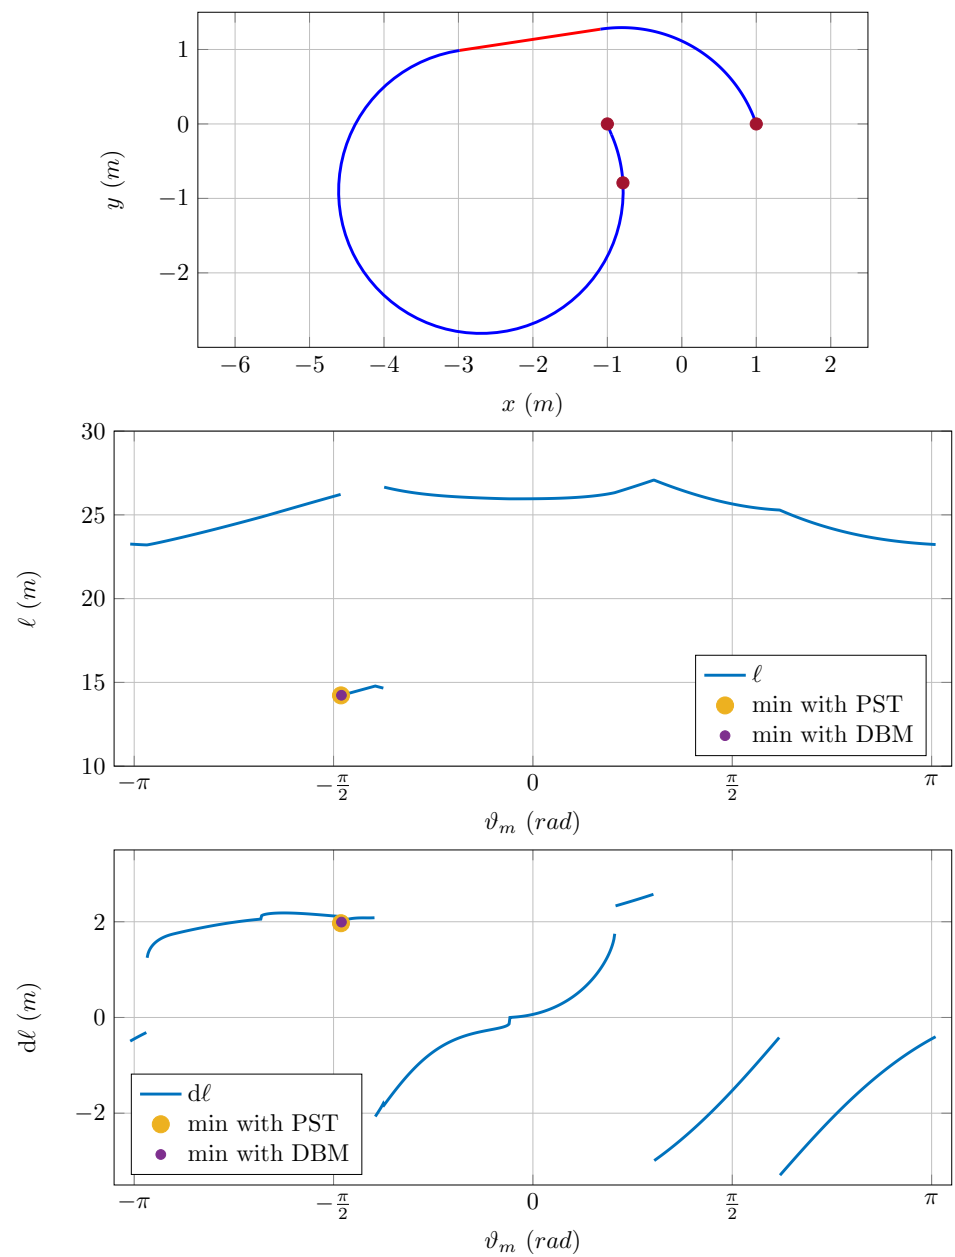 1
0
−1
−2
y (m)
−6 −5 −4 −3 −2 −1 0 1 2
x (m)
30
25
20
15
10
ℓ (m)
ℓ
min with PST
min with DBM
−π −π/2 0 π/2 π
ϑm (rad)
2
0
−2
dℓ (m)
dℓ
min with PST
min with DBM
−π −π/2 0 π/2 π
ϑm (rad)